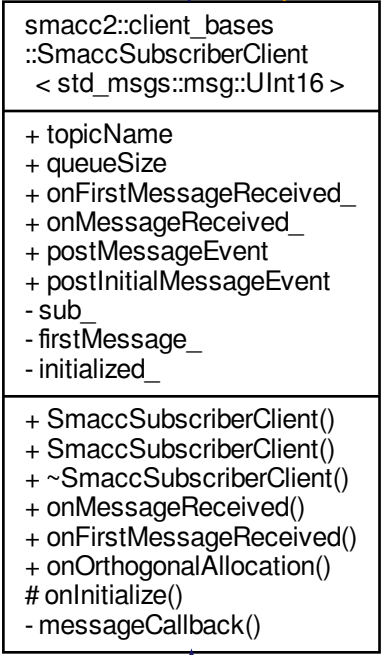 smacc2::client_bases
::SmaccSubscriberClient
< std_msgs::msg::UInt16 >
+ topicName
+ queueSize
+ onFirstMessageReceived_
+ onMessageReceived_
+ postMessageEvent
+ postInitialMessageEvent
- sub_
- firstMessage_
- initialized_
+ SmaccSubscriberClient()
+ SmaccSubscriberClient()
+ ~SmaccSubscriberClient()
+ onMessageReceived()
+ onFirstMessageReceived()
+ onOrthogonalAllocation()
# onInitialize()
- messageCallback()